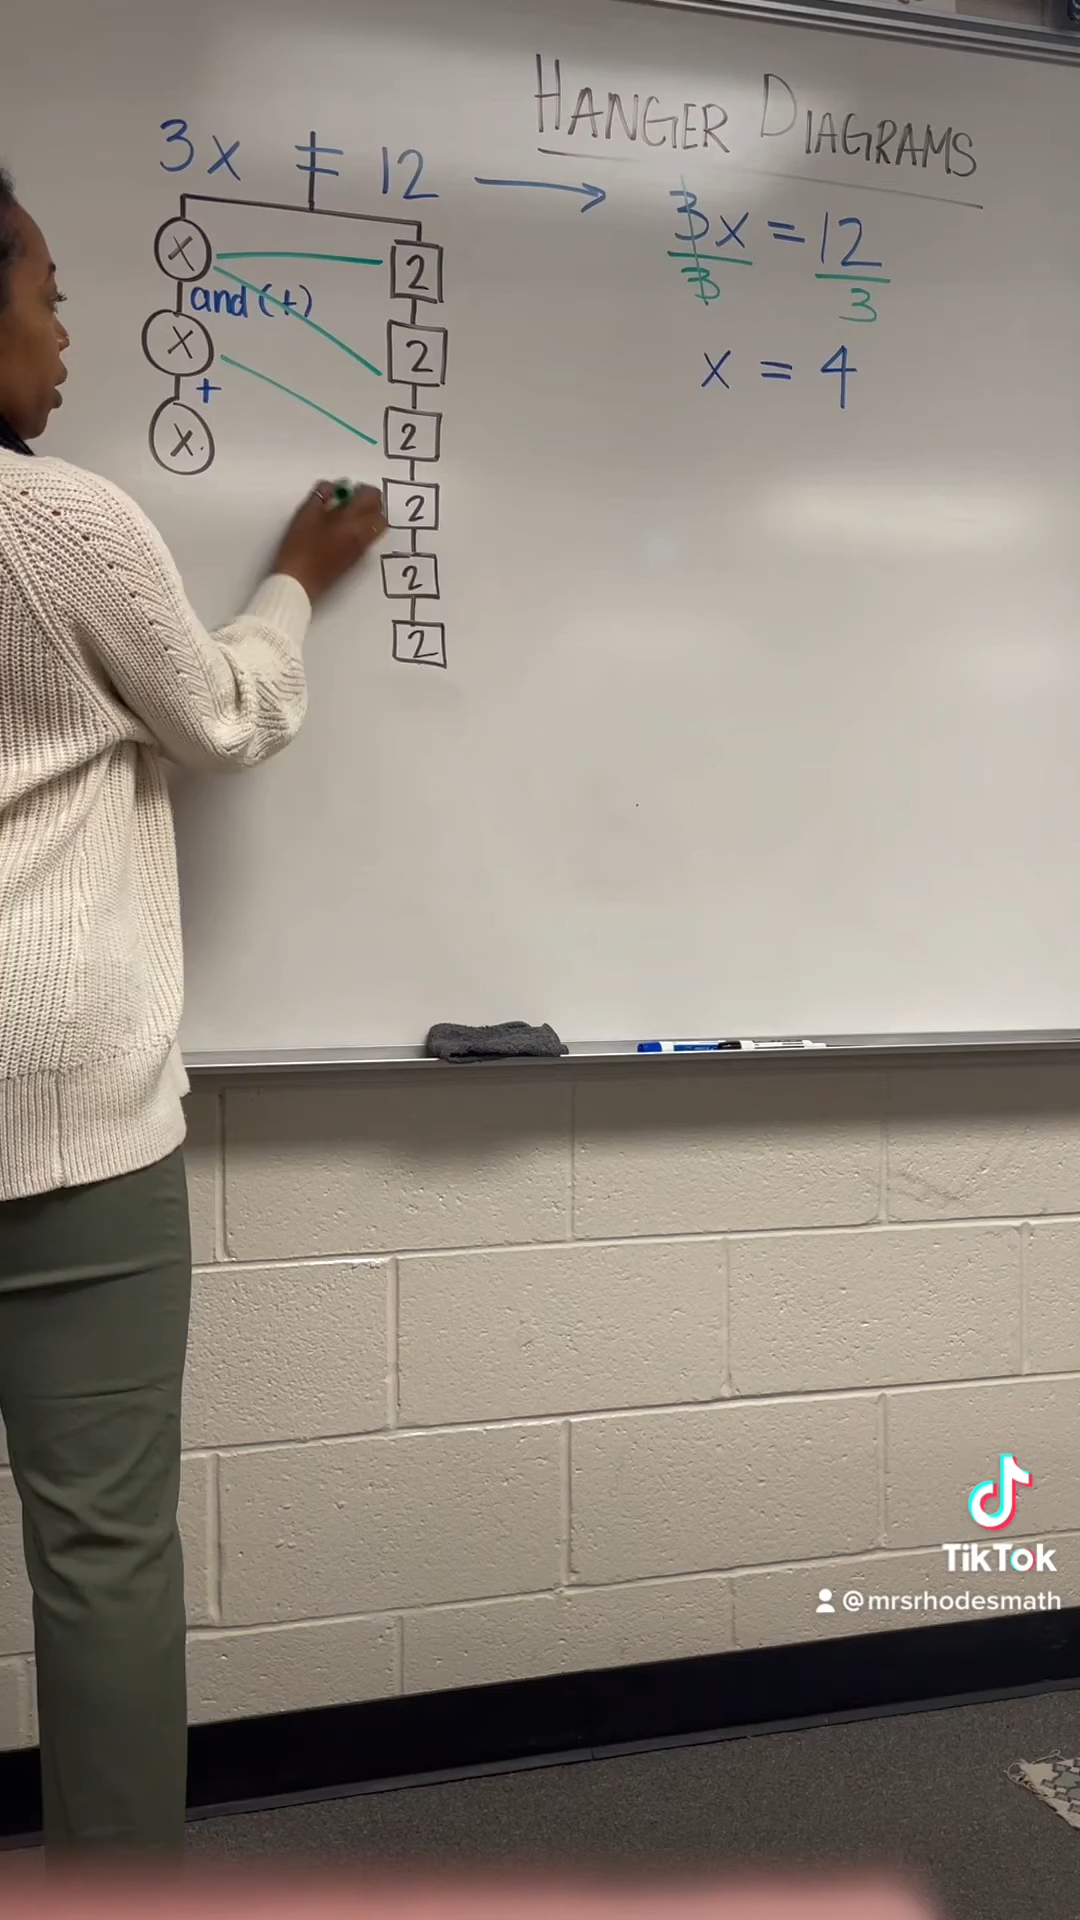 HANGER DIAGRAMS
3x = 12 →
x
and (+)
x
+
x
2
2
2
2
2
2
3x = 12
3 3
x = 4
TikTok
@mrsrhodesmath